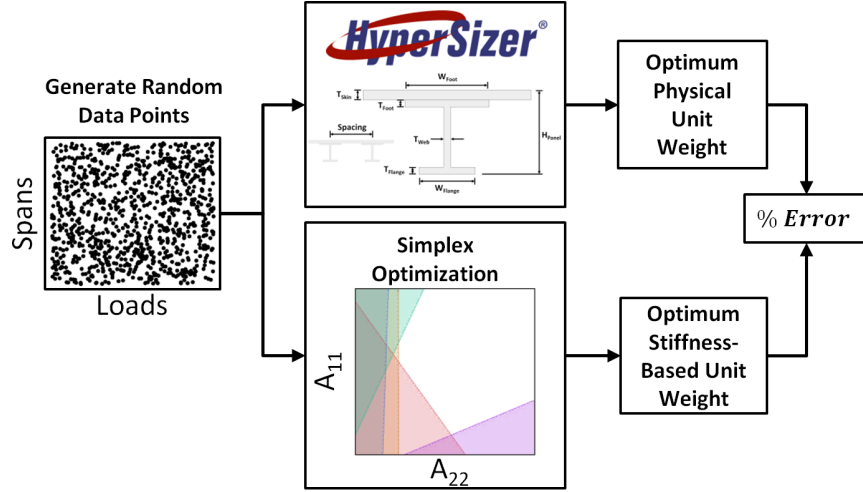 Generate Random
Data Points
Spans
Loads
HyperSizer®
W_Foot
T_Skin
T_Foot
Spacing
T_Web
H_Panel
T_Flange
W_Flange
Simplex
Optimization
A_11
A_22
Optimum
Physical
Unit
Weight
Optimum
Stiffness-
Based Unit
Weight
% Error